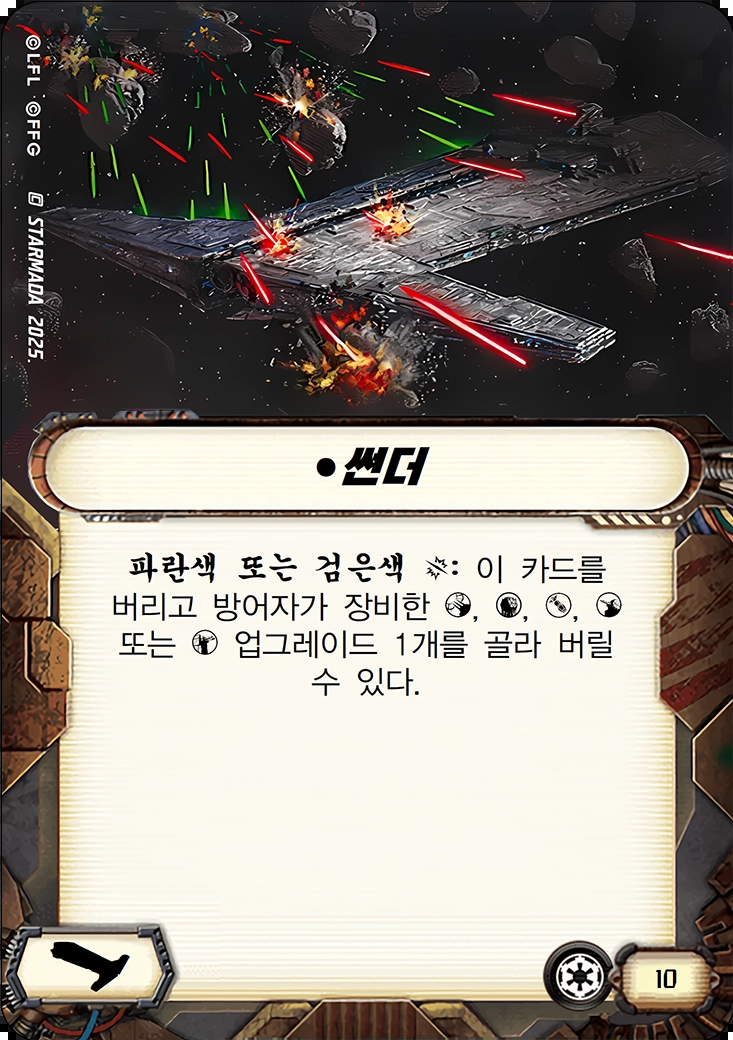 ©LFL ©FFG © STARMADA 2025.
• 썬더
파란색 또는 검은색 : 이 카드를
버리고 방어자가 장비한 , , ,
또는 업그레이드 1개를 골라 버릴
수 있다.
10